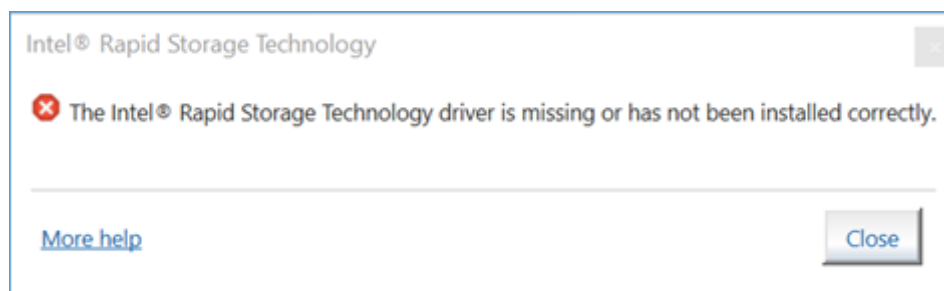 Intel® Rapid Storage Technology
The Intel® Rapid Storage Technology driver is missing or has not been installed correctly.
More help
Close